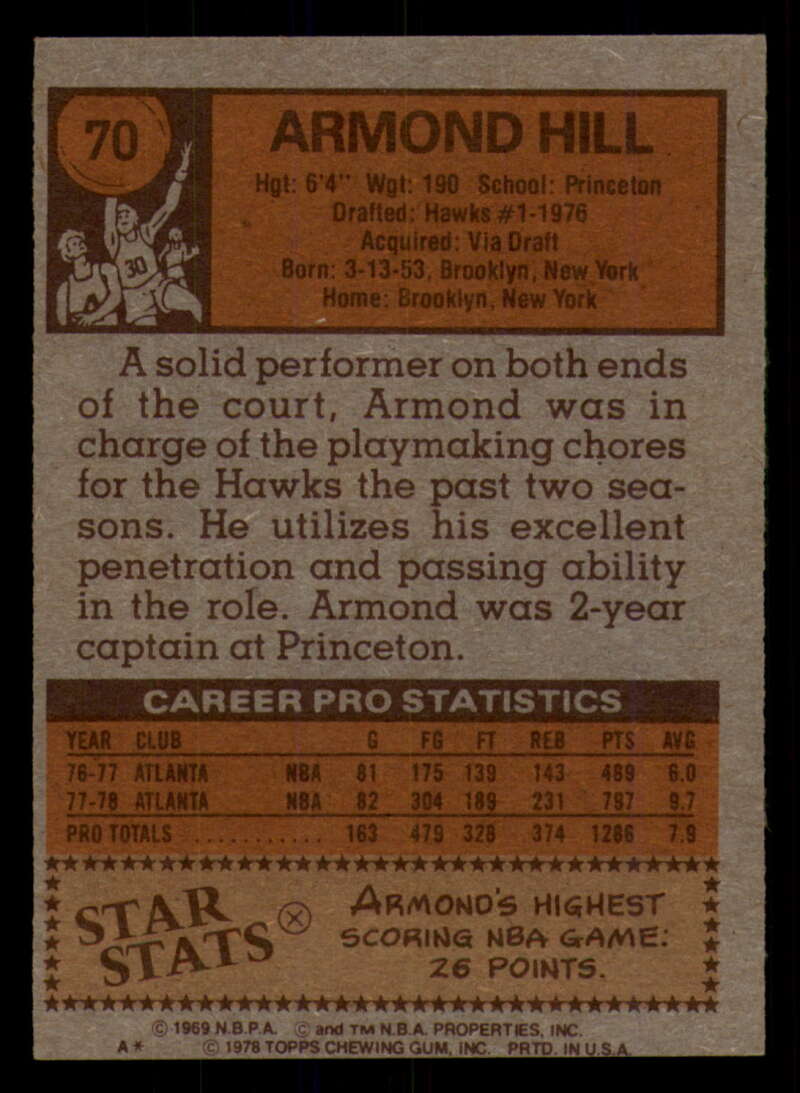 70
30
ARMOND HILL
Hgt: 6'4" Wgt: 190 School: Princeton
Drafted: Hawks #1-1976
Acquired: Via Draft
Born: 3-13-53, Brooklyn, New York
Home: Brooklyn, New York
A solid performer on both ends
of the court, Armond was in
charge of the playmaking chores
for the Hawks the past two sea-
sons. He utilizes his excellent
penetration and passing ability
in the role. Armond was 2-year
captain at Princeton.
CAREER PRO STATISTICS
YEAR CLUB G FG FT REB PTS AVG
76-77 ATLANTA NBA 81 175 139 143 489 6.0
77-78 ATLANTA NBA 82 304 189 231 797 9.7
PRO TOTALS ............ 163 479 328 374 1286 7.9
STAR
STATS
ARMOND'S HIGHEST
SCORING NBA GAME:
26 POINTS.
© 1969 N.B.P.A. © and TM N.B.A. PROPERTIES, INC.
A* © 1978 TOPPS CHEWING GUM, INC. PRTD. IN U.S.A.